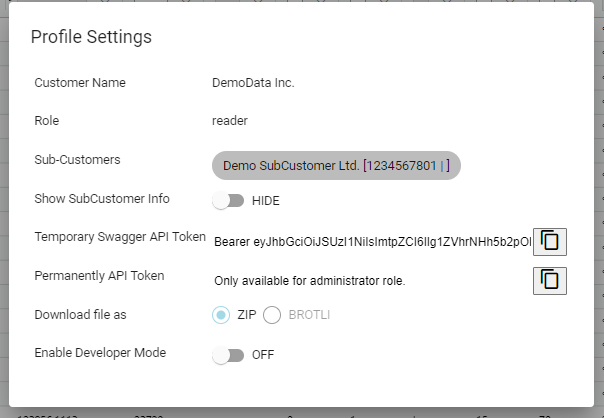 Profile Settings
Customer Name DemoData Inc.
Role reader
Sub-Customers Demo SubCustomer Ltd. [1234567801 | ]
Show SubCustomer Info HIDE
Temporary Swagger API Token Bearer eyJhbGciOiJSUzI1NiIsImtpZCI6IIg1ZVhrNHh5b2pOI
Permanently API Token Only available for administrator role.
Download file as ZIP BROTLI
Enable Developer Mode OFF